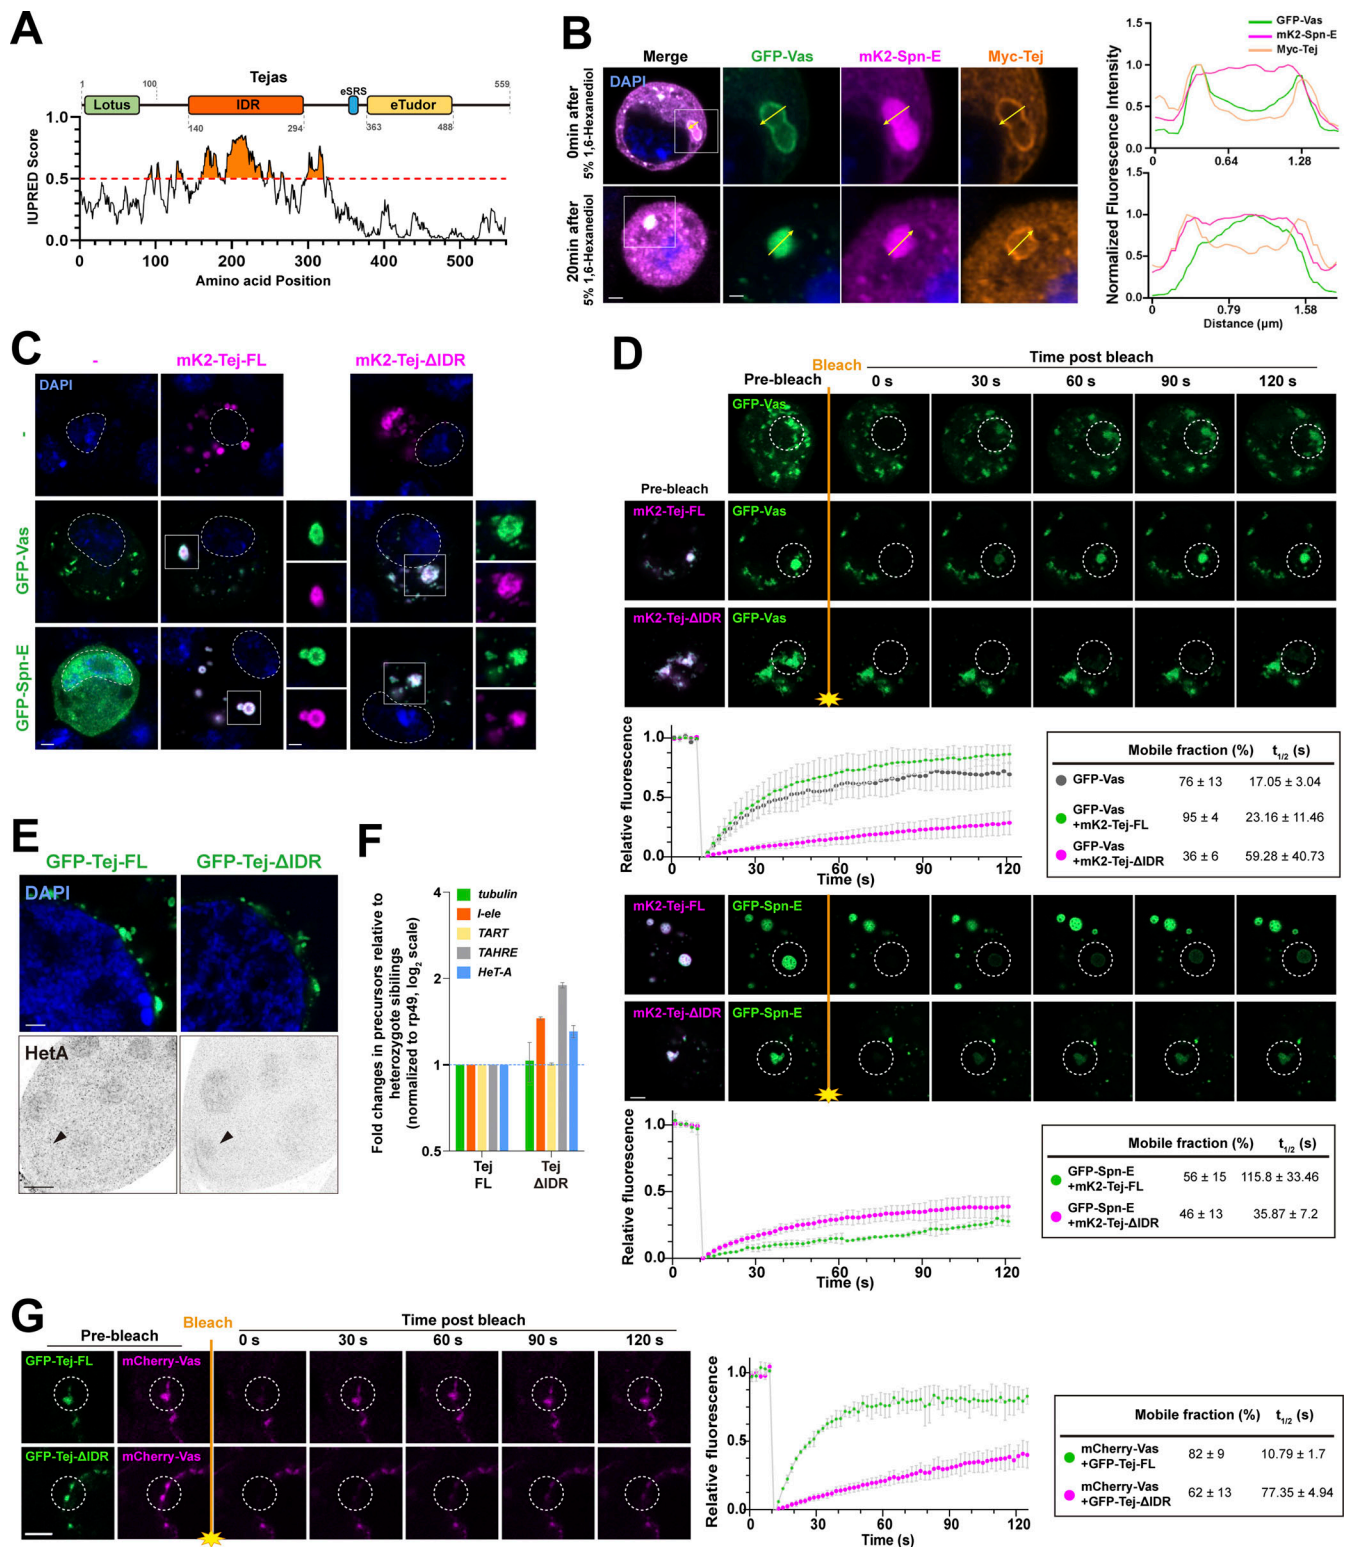 A
Tejas
1
100
559
eSRS
Lotus
IDR
eTudor
140
294
363
488
IUPRED Score
1.0
0.5
0.0
0
100
200
300
400
500
Amino acid Position
B
Merge
GFP-Vas
mK2-Spn-E
Myc-Tej
DAPI
0min after
5% 1,6-Hexanediol
20min after
5% 1,6-Hexanediol
GFP-Vas
mK2-Spn-E
Myc-Tej
Normalized Fluorescence Intensity
1.5
1.0
0.5
0.0
0
0.64
1.28
1.5
1.0
0.5
0.0
0
0.79
1.58
Distance (µm)
C
-
mK2-Tej-FL
mK2-Tej-ΔIDR
DAPI
-
GFP-Vas
GFP-Spn-E
D
Bleach
Time post bleach
Pre-bleach
0 s
30 s
60 s
90 s
120 s
GFP-Vas
Pre-bleach
mK2-Tej-FL
GFP-Vas
mK2-Tej-ΔIDR
GFP-Vas
Relative fluorescence
1.0
0.5
0.0
0
30
60
90
120
Time (s)
Mobile fraction (%) t1/2 (s)
GFP-Vas 76 ± 13 17.05 ± 3.04
GFP-Vas
+mK2-Tej-FL 95 ± 4 23.16 ± 11.46
GFP-Vas
+mK2-Tej-ΔIDR 36 ± 6 59.28 ± 40.73
mK2-Tej-FL
GFP-Spn-E
mK2-Tej-ΔIDR
GFP-Spn-E
Relative fluorescence
1.0
0.5
0.0
0
30
60
90
120
Time (s)
Mobile fraction (%) t1/2 (s)
GFP-Spn-E
+mK2-Tej-FL 56 ± 15 115.8 ± 33.46
GFP-Spn-E
+mK2-Tej-ΔIDR 46 ± 13 35.87 ± 7.2
E
GFP-Tej-FL
GFP-Tej-ΔIDR
DAPI
HetA
F
Fold changes in precursors relative to
heterozygote siblings
(normalized to rp49, log2 scale)
4
2
1
0.5
tubulin
I-ele
TART
TAHRE
HeT-A
Tej
FL
Tej
ΔIDR
G
Bleach
Time post bleach
Pre-bleach
0 s
30 s
60 s
90 s
120 s
GFP-Tej-FL
mCherry-Vas
GFP-Tej-ΔIDR
mCherry-Vas
Relative fluorescence
1.0
0.5
0.0
0
30
60
90
120
Time (s)
Mobile fraction (%) t1/2 (s)
mCherry-Vas
+GFP-Tej-FL 82 ± 9 10.79 ± 1.7
mCherry-Vas
+GFP-Tej-ΔIDR 62 ± 13 77.35 ± 4.94